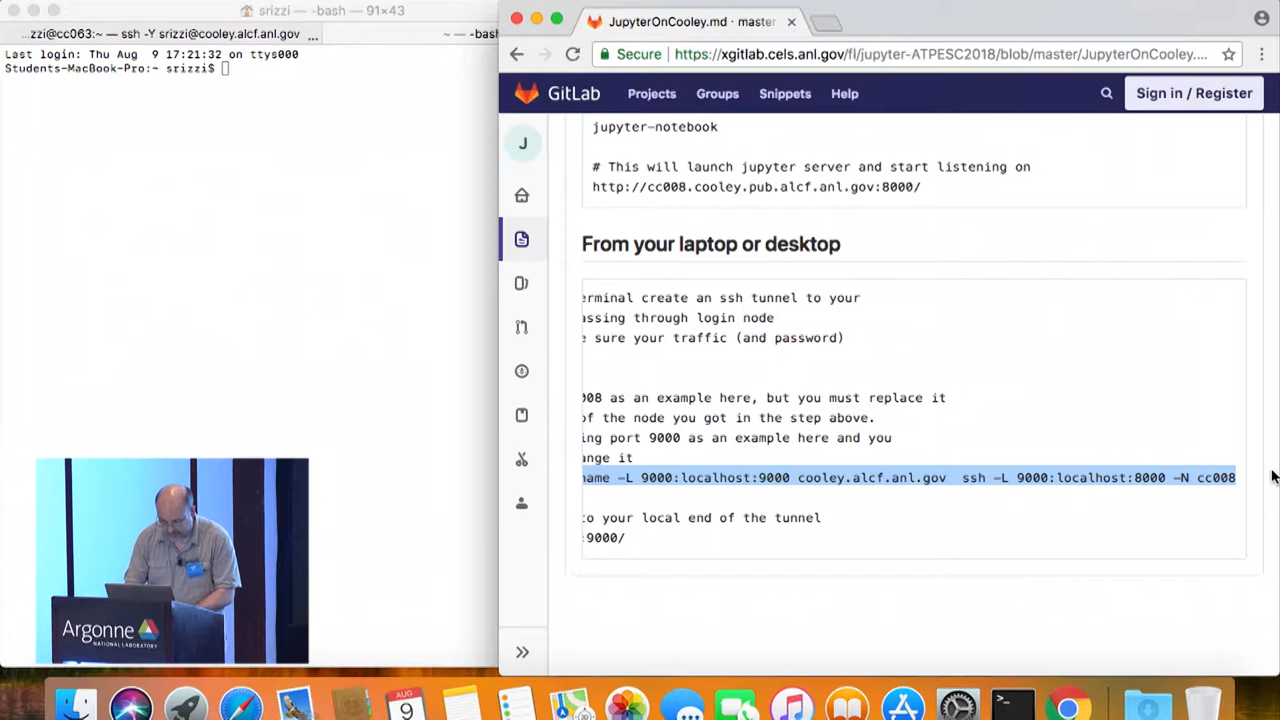 srizzi — -bash — 91×43
...zzi@cc063:~ — ssh -Y srizzi@cooley.alcf.anl.gov ...
~ — -bash
Last login: Thu Aug 9 17:21:32 on ttys000
Students-MacBook-Pro:~ srizzi$
JupyterOnCooley.md · master
Secure
https://xgitlab.cels.anl.gov/fl/jupyter-ATPESC2018/blob/master/JupyterOnCooley....
GitLab
Projects
Groups
Snippets
Help
Sign in / Register
J
jupyter-notebook
# This will launch jupyter server and start listening on
http://cc008.cooley.pub.alcf.anl.gov:8000/
From your laptop or desktop
erminal create an ssh tunnel to your
assing through login node
e sure your traffic (and password)
008 as an example here, but you must replace it
of the node you got in the step above.
ing port 9000 as an example here and you
ange it
name -L 9000:localhost:9000 cooley.alcf.anl.gov  ssh -L 9000:localhost:8000 -N cc008
to your local end of the tunnel
:9000/
Argonne
NATIONAL LABORATORY
AUG
9